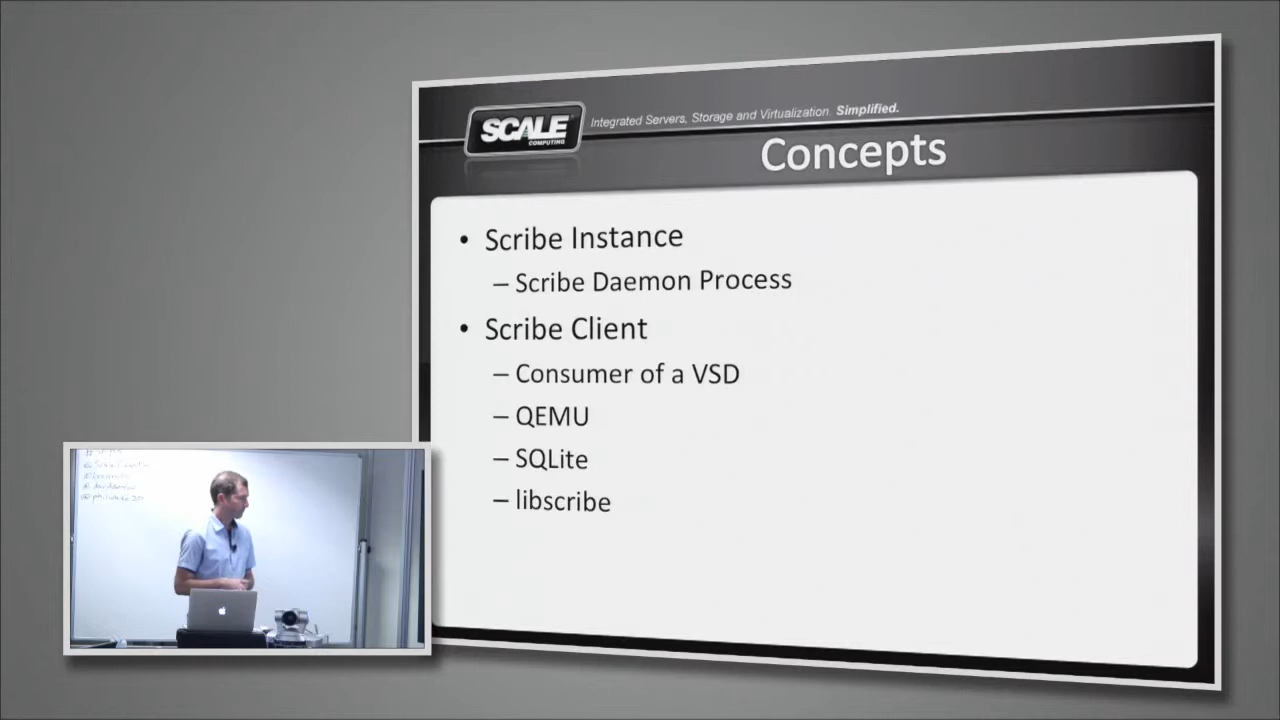 SCALE
COMPUTING
Integrated Servers, Storage and Virtualization. Simplified.
Concepts
• Scribe Instance
– Scribe Daemon Process
• Scribe Client
– Consumer of a VSD
– QEMU
– SQLite
– libscribe